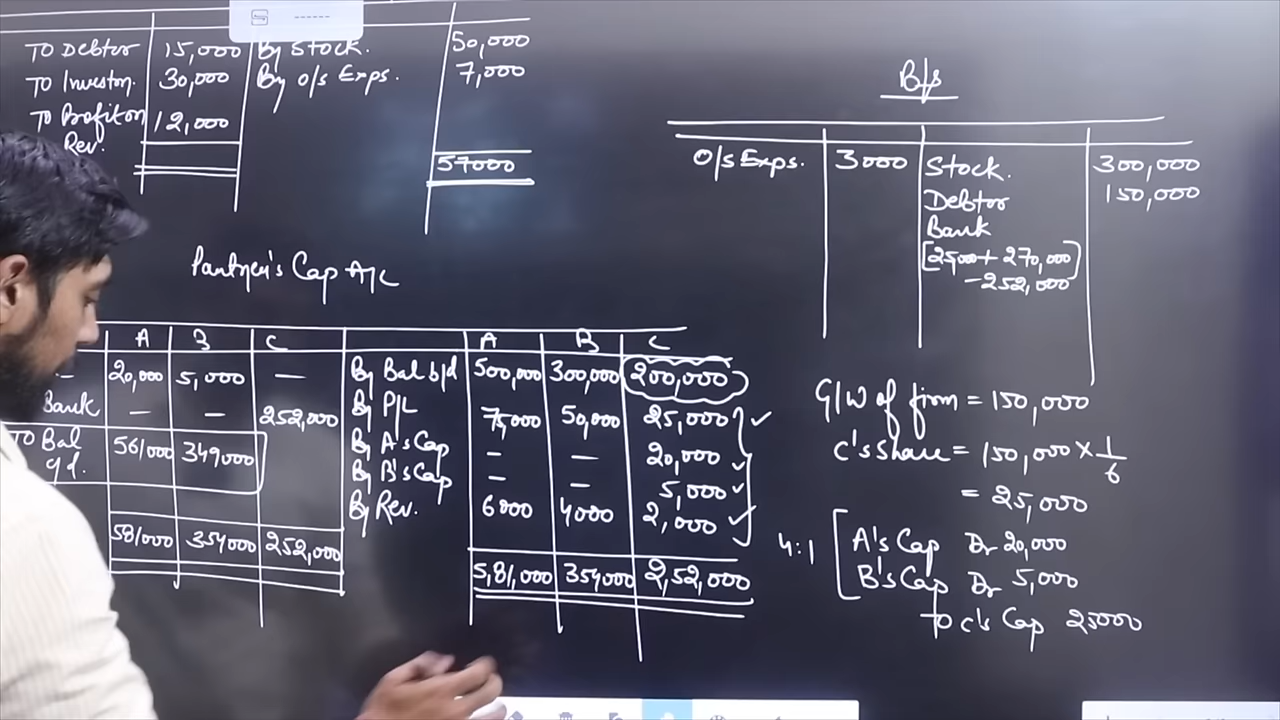 To Debtor 15,000 By Stock. 50,000
To Investm. 30,000 By o/s Exps. 7,000
To Profit on Rev. 12,000
57000
Partner's Cap A/c
A B C A B C
20,000 5,000 — By Bal b/d 500,000 300,000 200,000
Bank — — 252,000 By P/L 75,000 50,000 25,000
To Bal c/d. 561000 349000 By A's Cap — — 20,000
By B's Cap — — 5,000
By Rev. 6000 4000 2,000
581000 354000 252,000 5,81,000 354000 2,52,000
B/s
O/s Exps. 3000 Stock. 300,000
Debtor 150,000
Bank
[25000 + 270,000]
- 252,000
G/W of firm = 150,000
C's Share = 150,000 × 1/6
= 25,000
4:1 A's Cap Dr 20,000
B's Cap Dr 5,000
To C's Cap 25000